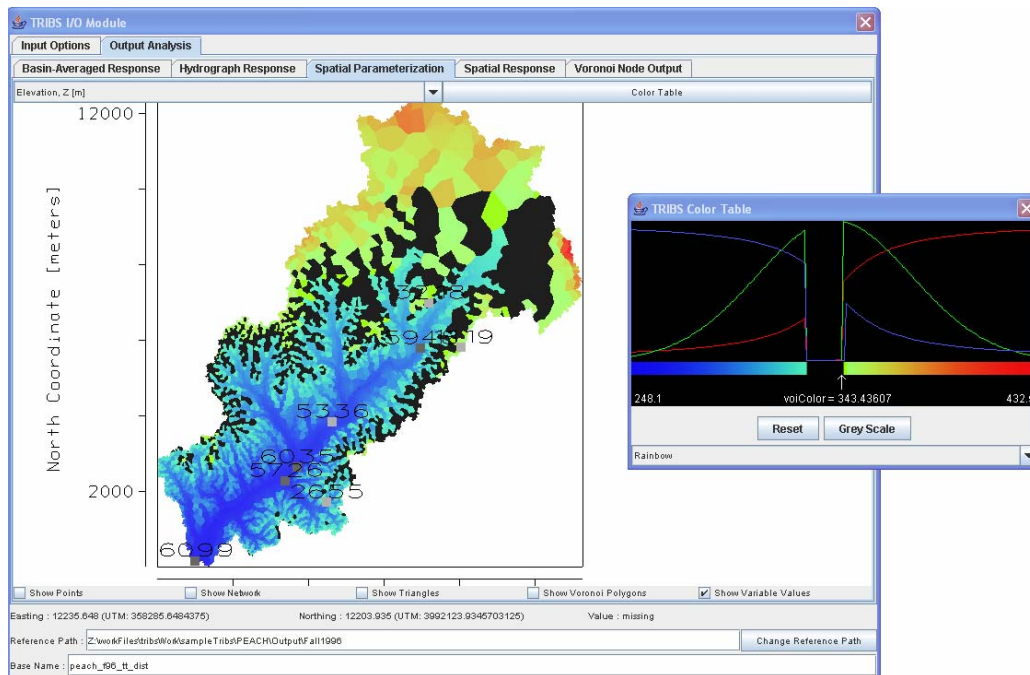 TRIBS I/O Module
Input Options Output Analysis
Basin-Averaged Response Hydrograph Response Spatial Parameterization Spatial Response Voronoi Node Output
Elevation, Z [m] Color Table
12000
North Coordinate [meters]
2000
3218
5336
6035
5726
2655
6099
TRIBS Color Table
248.1 voiColor = 343.43607 432.9
Reset Grey Scale
Rainbow
Show Points Show Network Show Triangles Show Voronoi Polygons Show Variable Values
Easting : 12235.648 (UTM: 358285.6484375) Northing : 12203.935 (UTM: 3992123.9345703125) Value : missing
Reference Path : Z:\workFiles\tribsWork\sampleTribs\PEACH\Output\Fall1996 Change Reference Path
Base Name : peach_f96_tt_dist